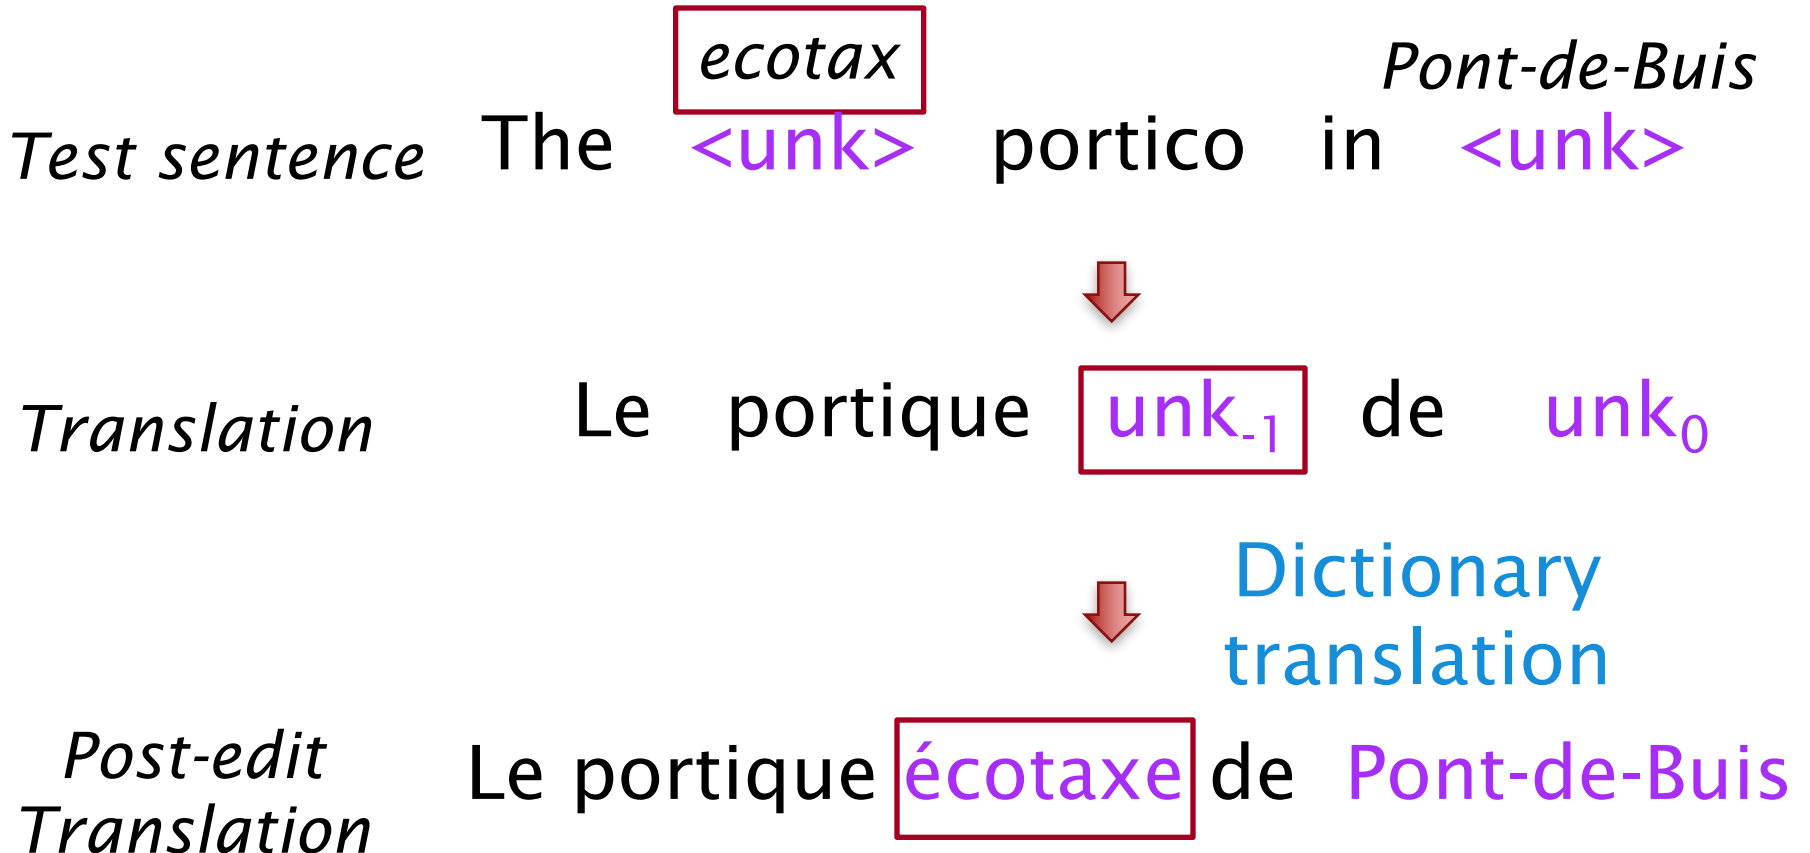 ecotax Pont-de-Buis
Test sentence The <unk> portico in <unk>
Translation Le portique unk-1 de unk0
Dictionary
translation
Post-edit
Translation
Le portique écotaxe de Pont-de-Buis